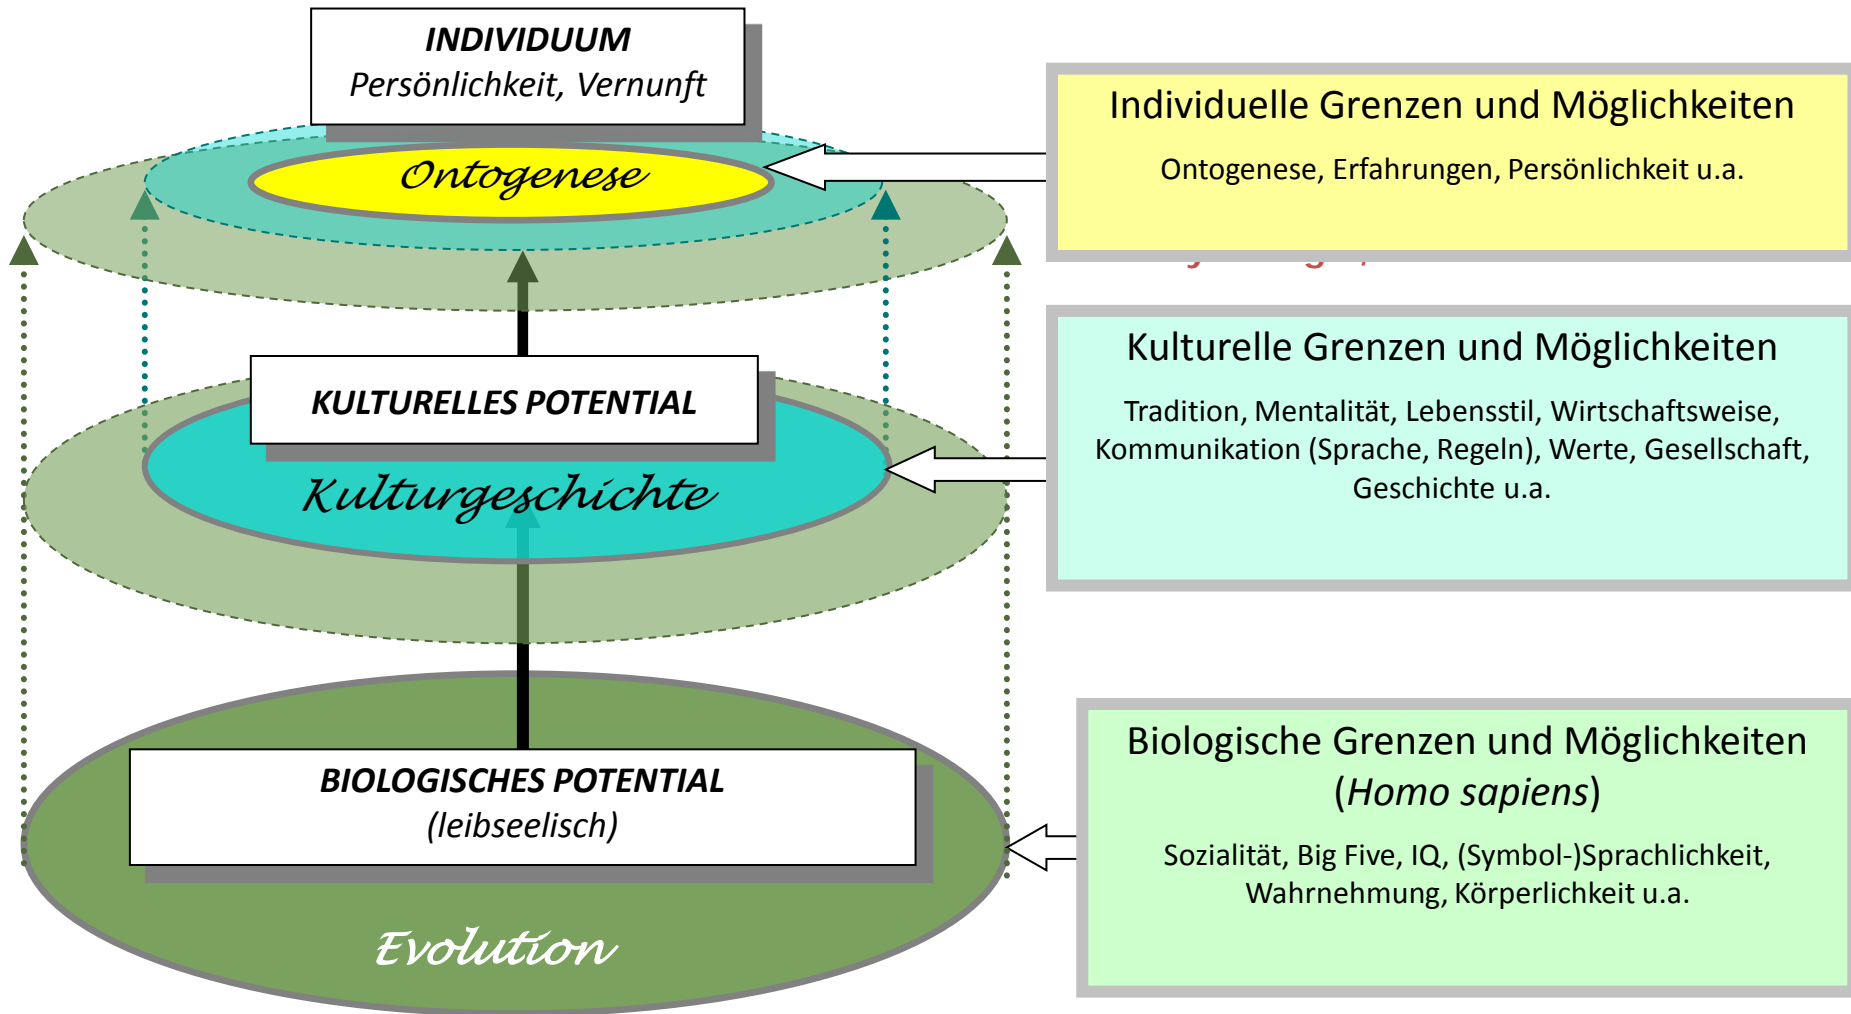 INDIVIDUUM
Persönlichkeit, Vernunft
Ontogenese
Individuelle Grenzen und Möglichkeiten
Ontogenese, Erfahrungen, Persönlichkeit u.a.
KULTURELLES POTENTIAL
Kulturgeschichte
Kulturelle Grenzen und Möglichkeiten
Tradition, Mentalität, Lebensstil, Wirtschaftsweise,
Kommunikation (Sprache, Regeln), Werte, Gesellschaft,
Geschichte u.a.
BIOLOGISCHES POTENTIAL
(leibseelisch)
Evolution
Biologische Grenzen und Möglichkeiten
(Homo sapiens)
Sozialität, Big Five, IQ, (Symbol-)Sprachlichkeit,
Wahrnehmung, Körperlichkeit u.a.